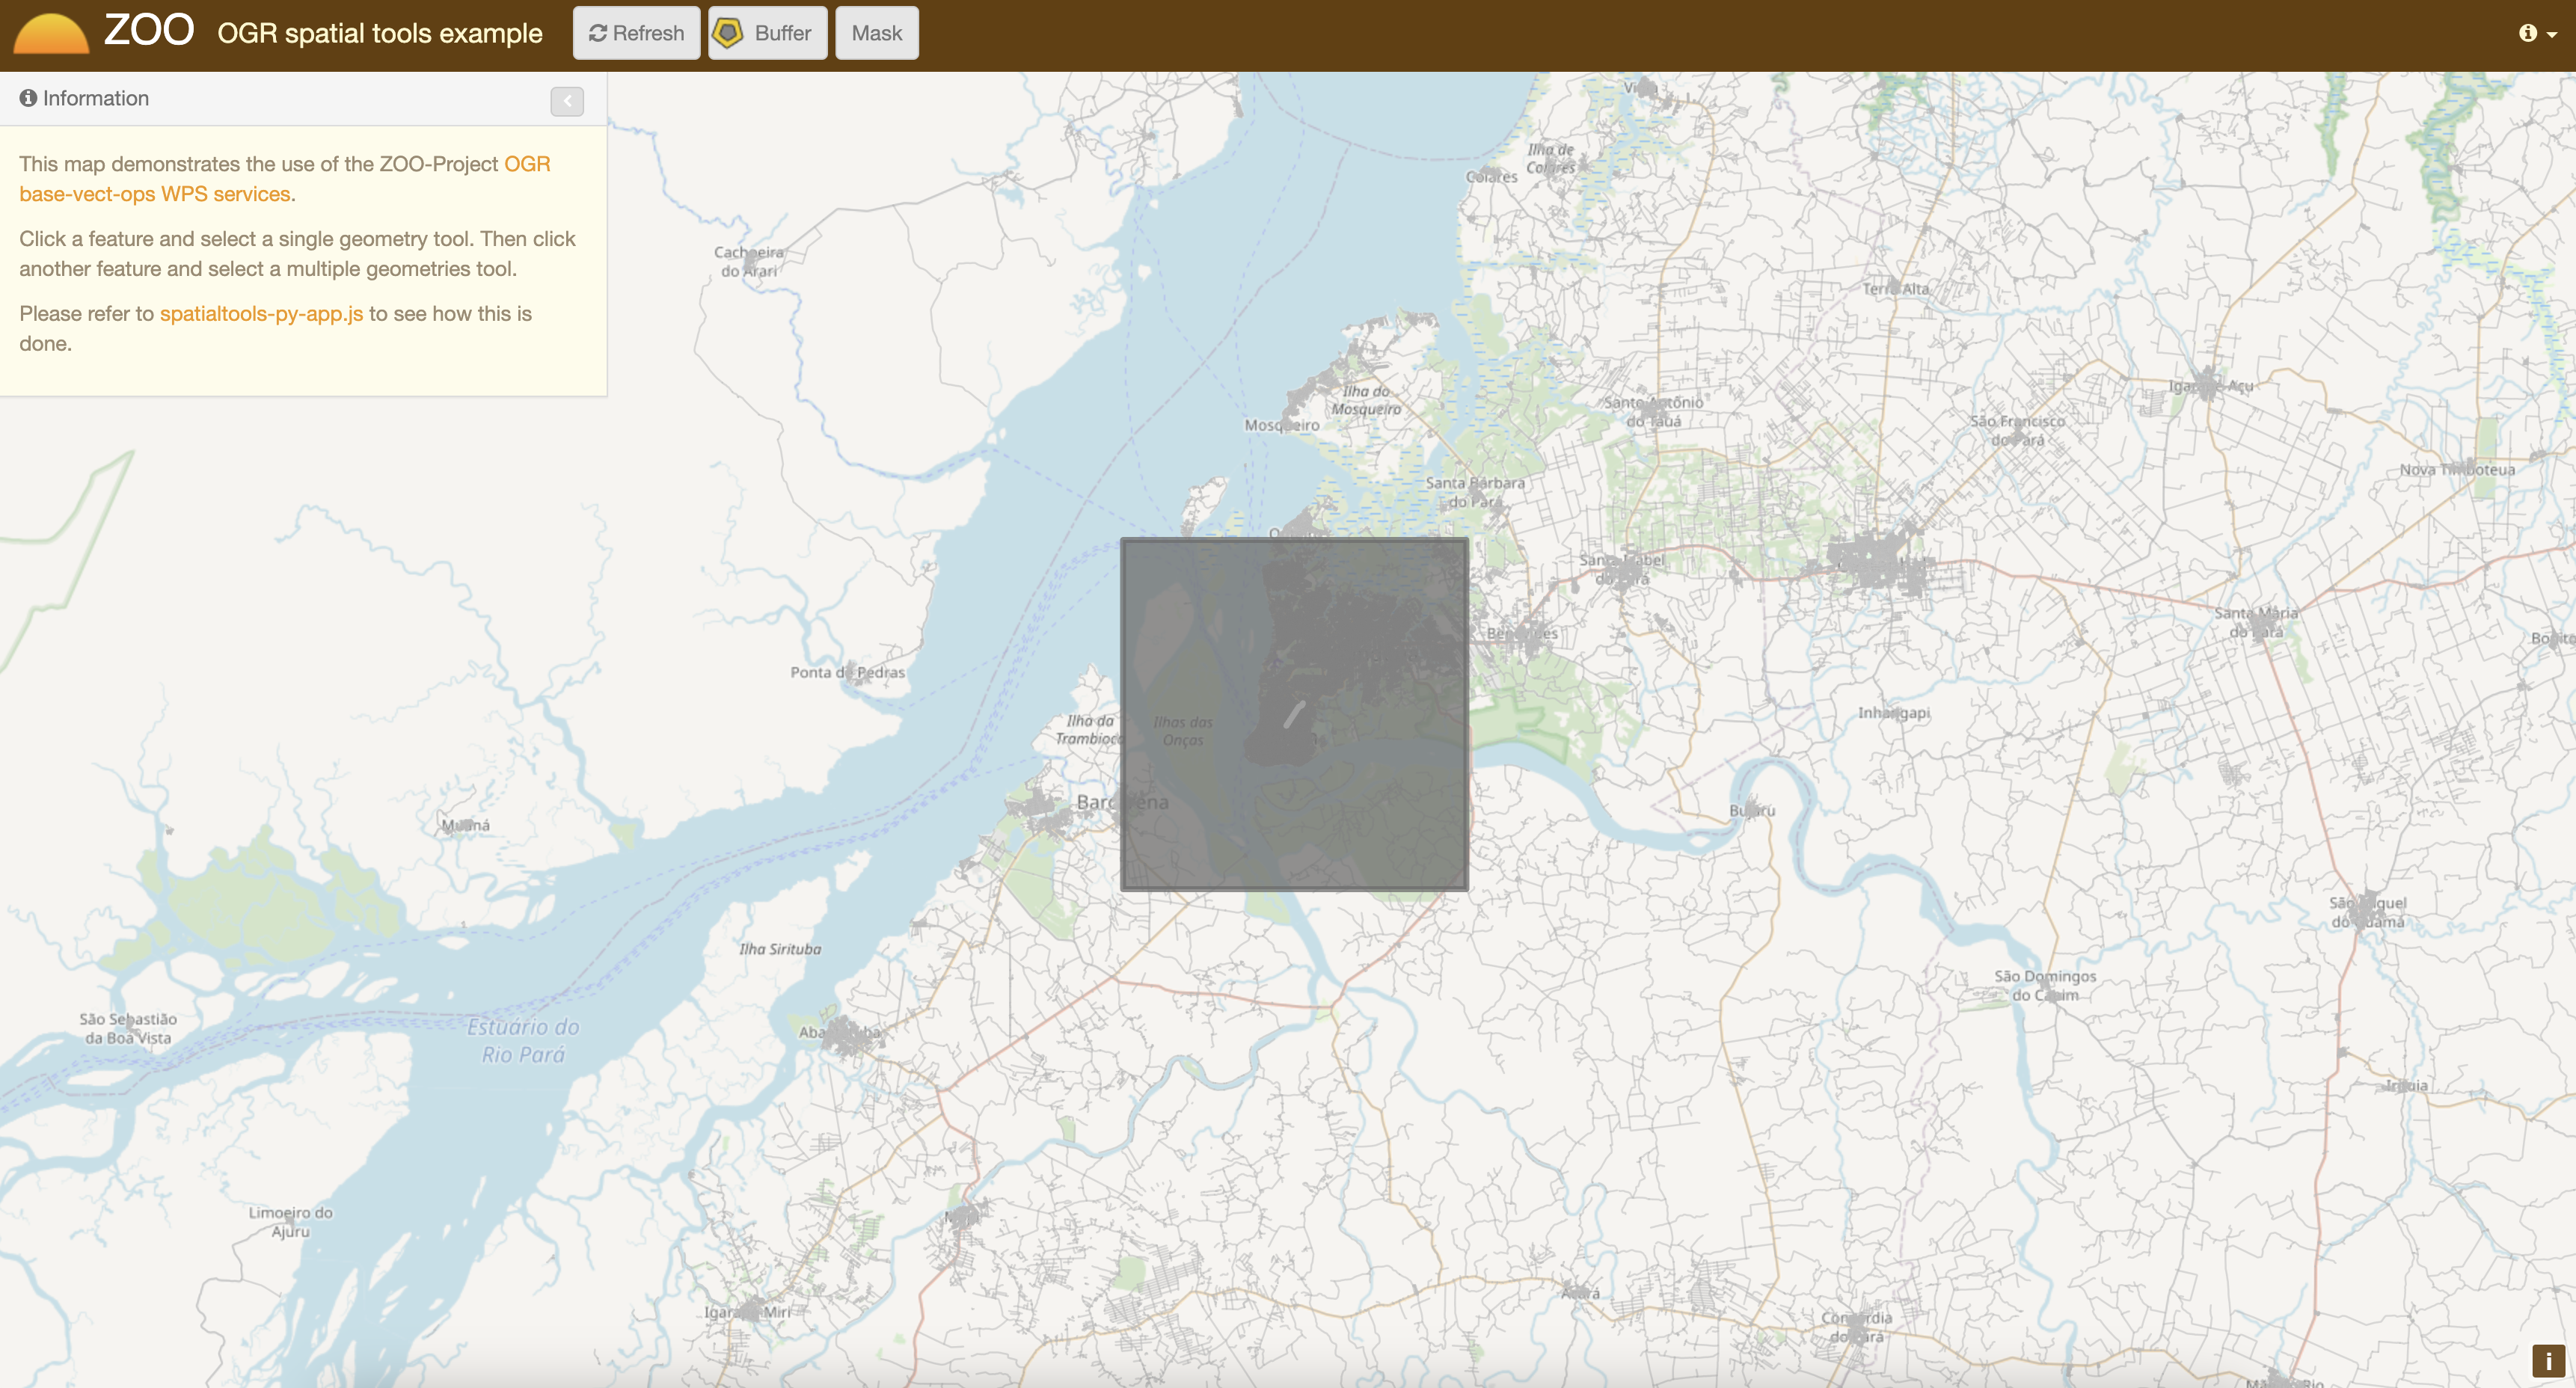 ZOO OGR spatial tools example Refresh Buffer Mask
Information
This map demonstrates the use of the ZOO-Project OGR
base-vect-ops WPS services.
Click a feature and select a single geometry tool. Then click
another feature and select a multiple geometries tool.
Please refer to spatialtools-py-app.js to see how this is
done.
Ilha de
Colares
Colares
Cachoeira
do Arari
Terra Alta
Igarapé-Açu
Ilha do
Mosqueiro
Mosqueiro
Santo Antônio
do Tauá
São Francisco
do Pará
Nova Timboteua
Santa Bárbara
do Pará
Santa Isabel
do Pará
Santa Maria
do Pará
Benevides
Ponta de Pedras
Ilha da
Trambioca
Ilhas das
Onças
Inhangapi
Barcarena
Bujaru
Muaná
São Miguel
do Guamá
Ilha Sirituba
São Domingos
do Capim
São Sebastião
da Boa Vista
Estuário do
Rio Pará
Abaetetuba
Irituia
Limoeiro do
Ajuru
Moju
Igarapé-Miri
Acará
Concórdia
do Pará